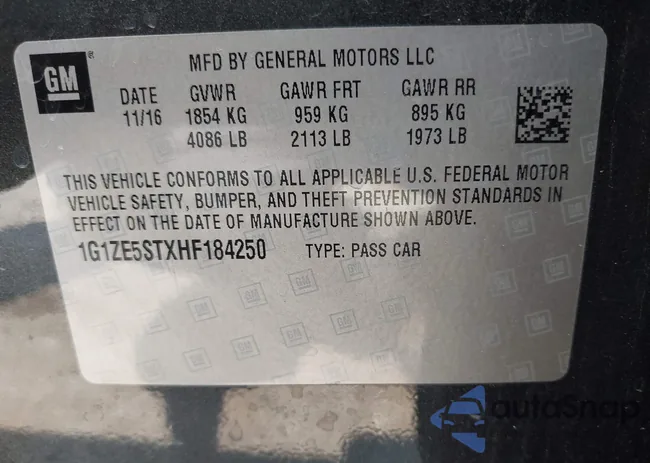 GM
MFD BY GENERAL MOTORS LLC
DATE GVWR GAWR FRT GAWR RR
11/16 1854 KG 959 KG 895 KG
4086 LB 2113 LB 1973 LB
THIS VEHICLE CONFORMS TO ALL APPLICABLE U.S. FEDERAL MOTOR
VEHICLE SAFETY, BUMPER, AND THEFT PREVENTION STANDARDS IN
EFFECT ON THE DATE OF MANUFACTURE SHOWN ABOVE.
1G1ZE5STXHF184250 TYPE: PASS CAR
autoSnap